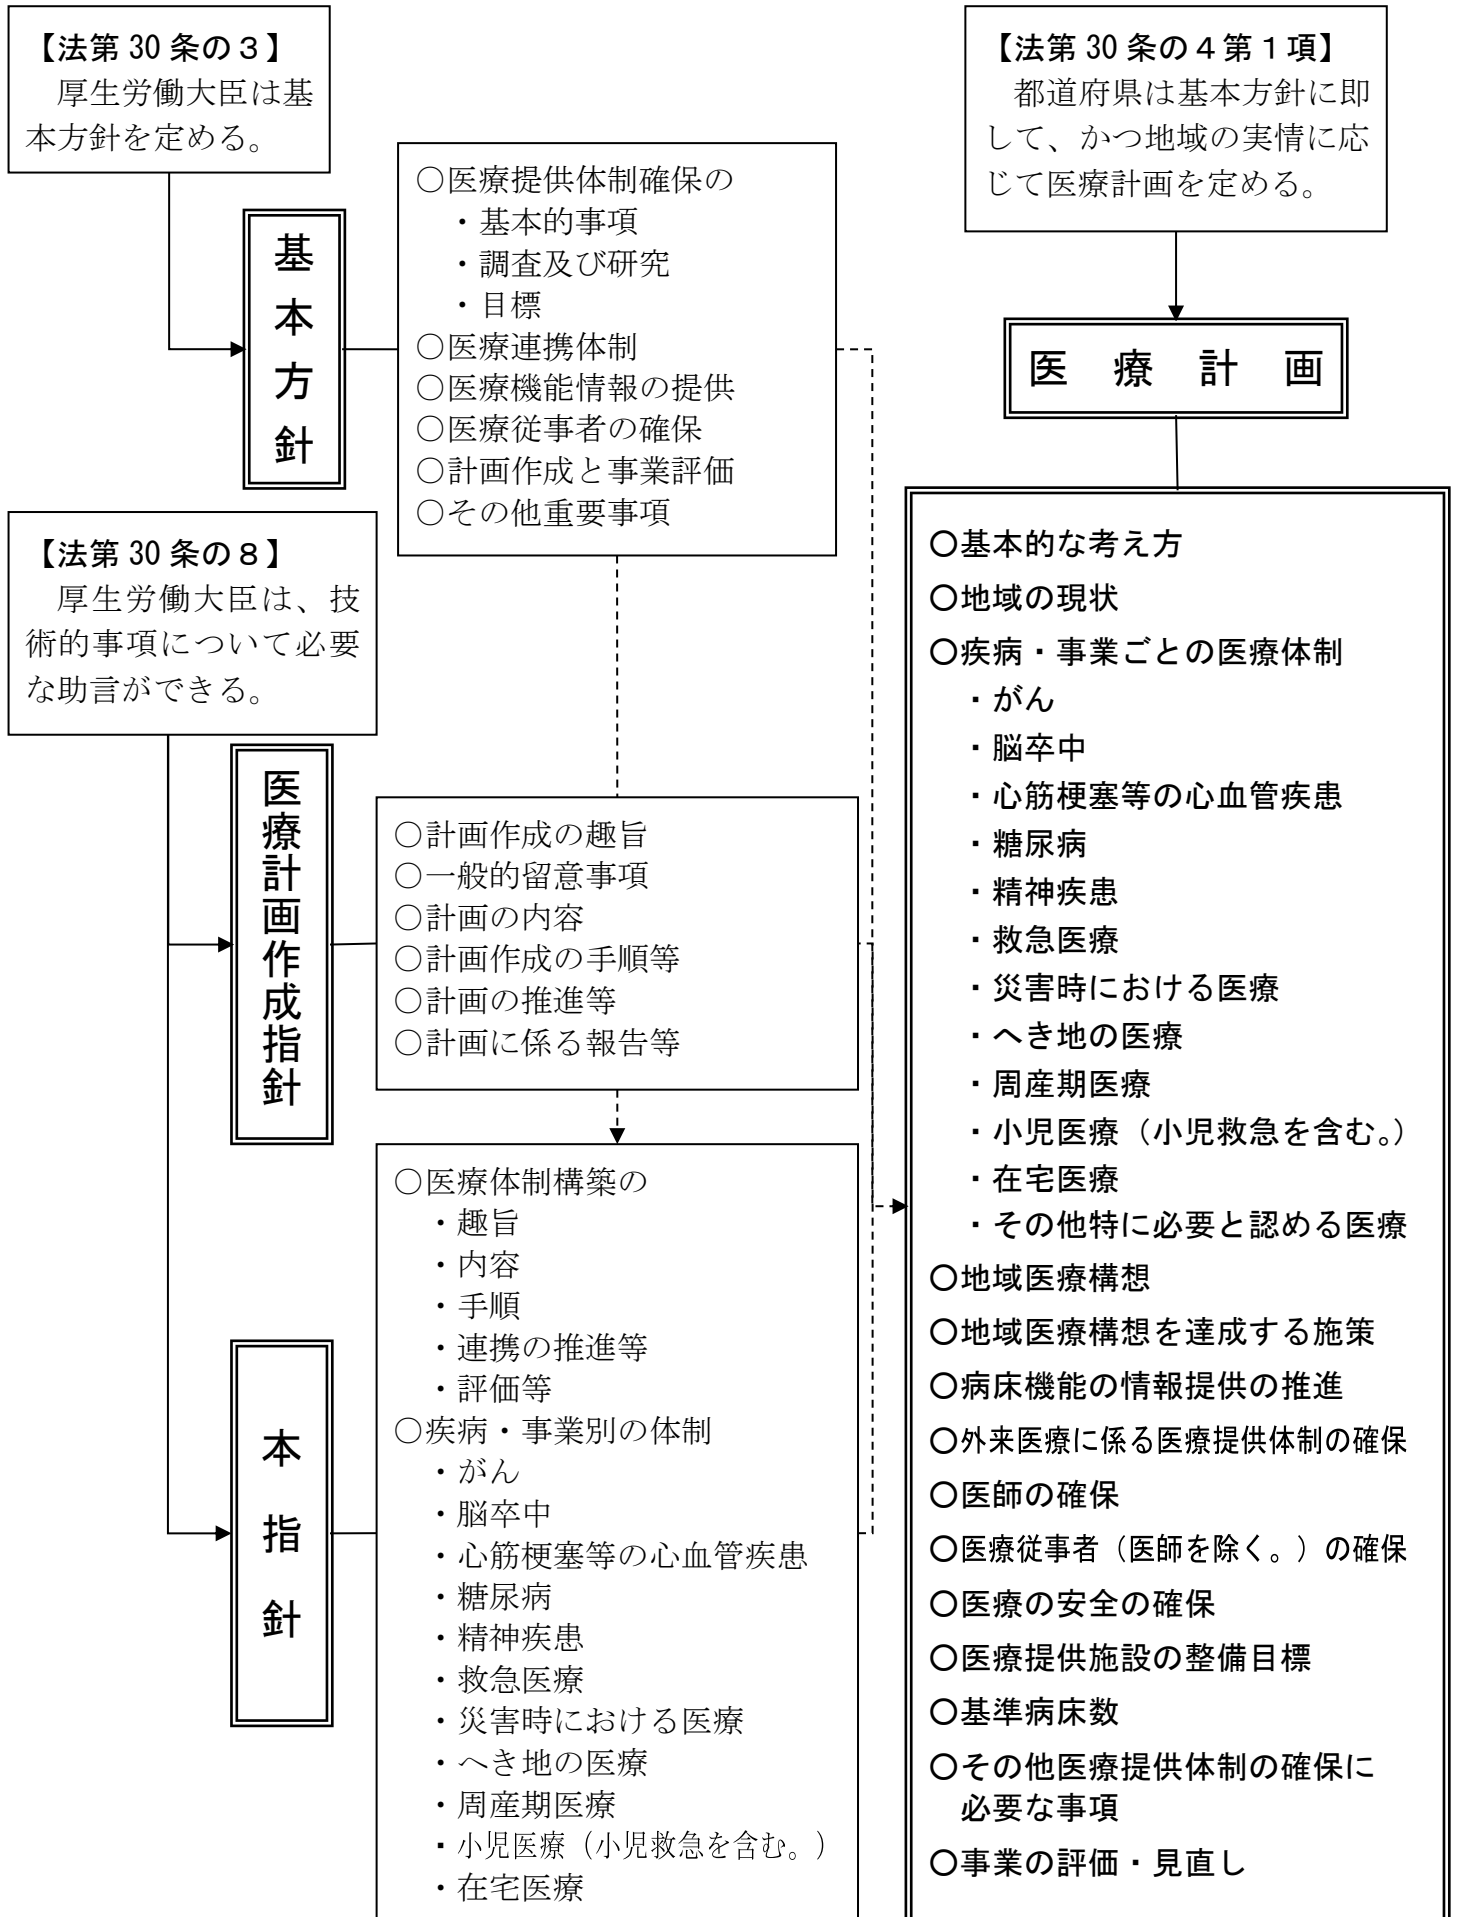 【法第 30 条の３】
厚生労働大臣は基
本方針を定める。
基本方針
○医療提供体制確保の
・基本的事項
・調査及び研究
・目標
○医療連携体制
○医療機能情報の提供
○医療従事者の確保
○計画作成と事業評価
○その他重要事項
【法第 30 条の８】
厚生労働大臣は、技
術的事項について必要
な助言ができる。
医療計画作成指針
○計画作成の趣旨
○一般的留意事項
○計画の内容
○計画作成の手順等
○計画の推進等
○計画に係る報告等
本指針
○医療体制構築の
・趣旨
・内容
・手順
・連携の推進等
・評価等
○疾病・事業別の体制
・がん
・脳卒中
・心筋梗塞等の心血管疾患
・糖尿病
・精神疾患
・救急医療
・災害時における医療
・へき地の医療
・周産期医療
・小児医療（小児救急を含む。）
・在宅医療
【法第 30 条の４第１項】
都道府県は基本方針に即
して、かつ地域の実情に応
じて医療計画を定める。
医　療　計　画
○基本的な考え方
○地域の現状
○疾病・事業ごとの医療体制
・がん
・脳卒中
・心筋梗塞等の心血管疾患
・糖尿病
・精神疾患
・救急医療
・災害時における医療
・へき地の医療
・周産期医療
・小児医療（小児救急を含む。）
・在宅医療
・その他特に必要と認める医療
○地域医療構想
○地域医療構想を達成する施策
○病床機能の情報提供の推進
○外来医療に係る医療提供体制の確保
○医師の確保
○医療従事者（医師を除く。）の確保
○医療の安全の確保
○医療提供施設の整備目標
○基準病床数
○その他医療提供体制の確保に
必要な事項
○事業の評価・見直し